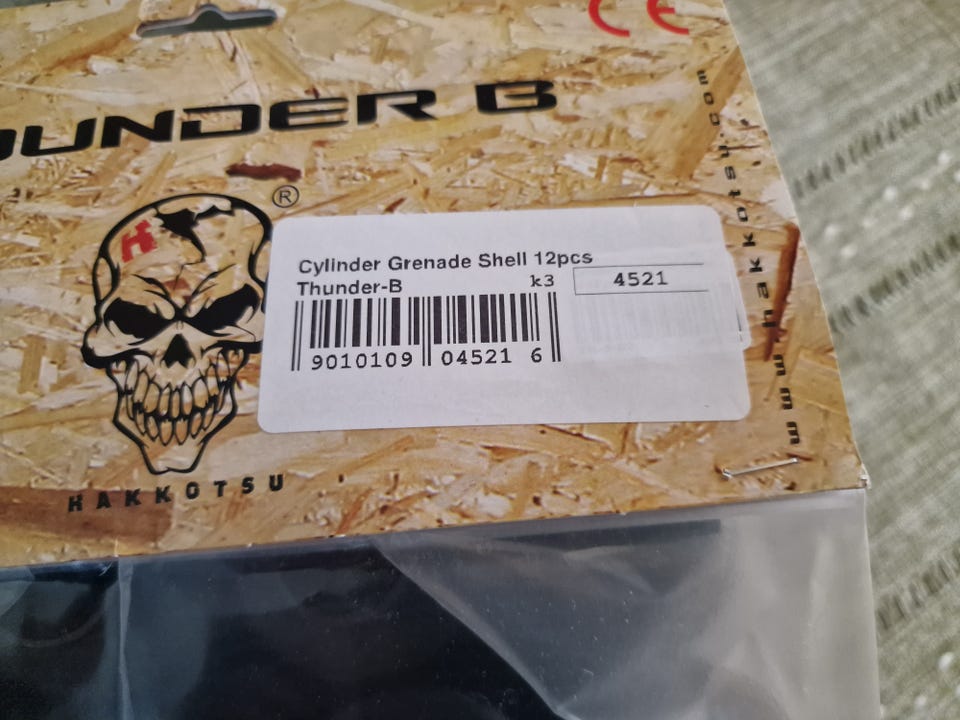 CE
UNDER B
®
H
Cylinder Grenade Shell 12pcs
Thunder-B k3 4521
9010109 04521 6
HAKKOTSU
www.hakkotsu.com